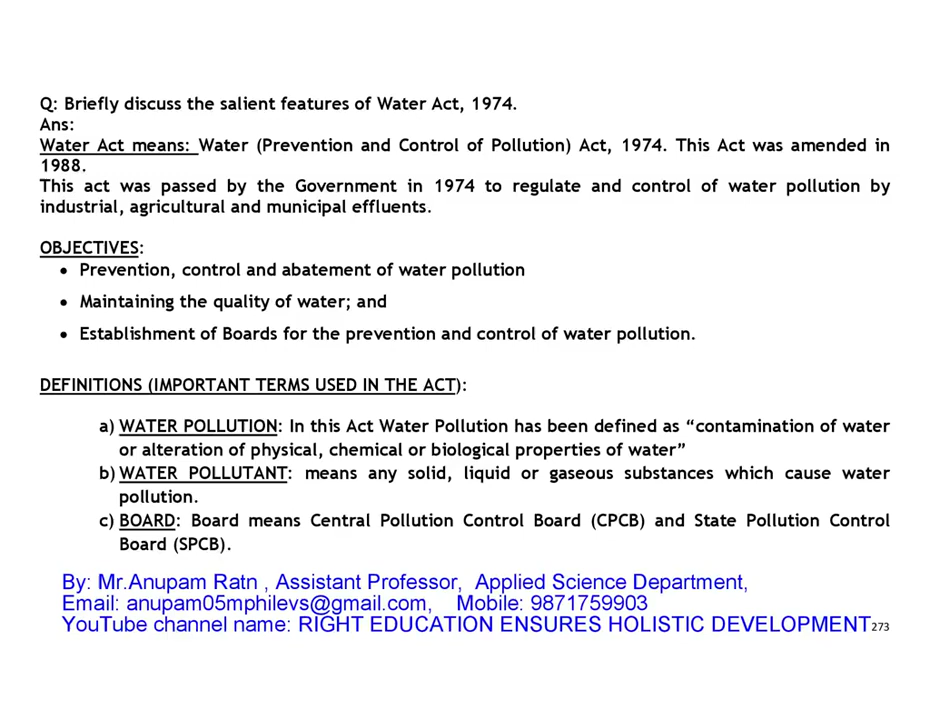 Q: Briefly discuss the salient features of Water Act, 1974.
Ans:
Water Act means: Water (Prevention and Control of Pollution) Act, 1974. This Act was amended in
1988.
This act was passed by the Government in 1974 to regulate and control of water pollution by
industrial, agricultural and municipal effluents.
OBJECTIVES:
• Prevention, control and abatement of water pollution
• Maintaining the quality of water; and
• Establishment of Boards for the prevention and control of water pollution.
DEFINITIONS (IMPORTANT TERMS USED IN THE ACT):
a) WATER POLLUTION: In this Act Water Pollution has been defined as “contamination of water
or alteration of physical, chemical or biological properties of water”
b) WATER POLLUTANT: means any solid, liquid or gaseous substances which cause water
pollution.
c) BOARD: Board means Central Pollution Control Board (CPCB) and State Pollution Control
Board (SPCB).
By: Mr.Anupam Ratn , Assistant Professor, Applied Science Department,
Email: anupam05mphilevs@gmail.com, Mobile: 9871759903
YouTube channel name: RIGHT EDUCATION ENSURES HOLISTIC DEVELOPMENT 273